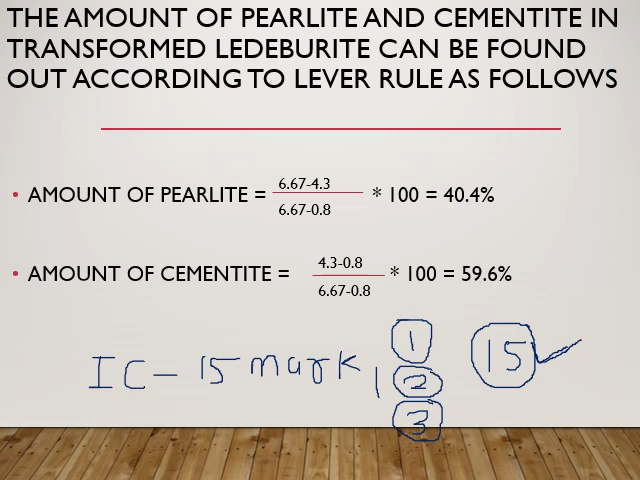 THE AMOUNT OF PEARLITE AND CEMENTITE IN
TRANSFORMED LEDEBURITE CAN BE FOUND
OUT ACCORDING TO LEVER RULE AS FOLLOWS
• AMOUNT OF PEARLITE = 6.67-4.3 / 6.67-0.8 * 100 = 40.4%
• AMOUNT OF CEMENTITE = 4.3-0.8 / 6.67-0.8 * 100 = 59.6%
IC - 15 mark, 1 15
2
3